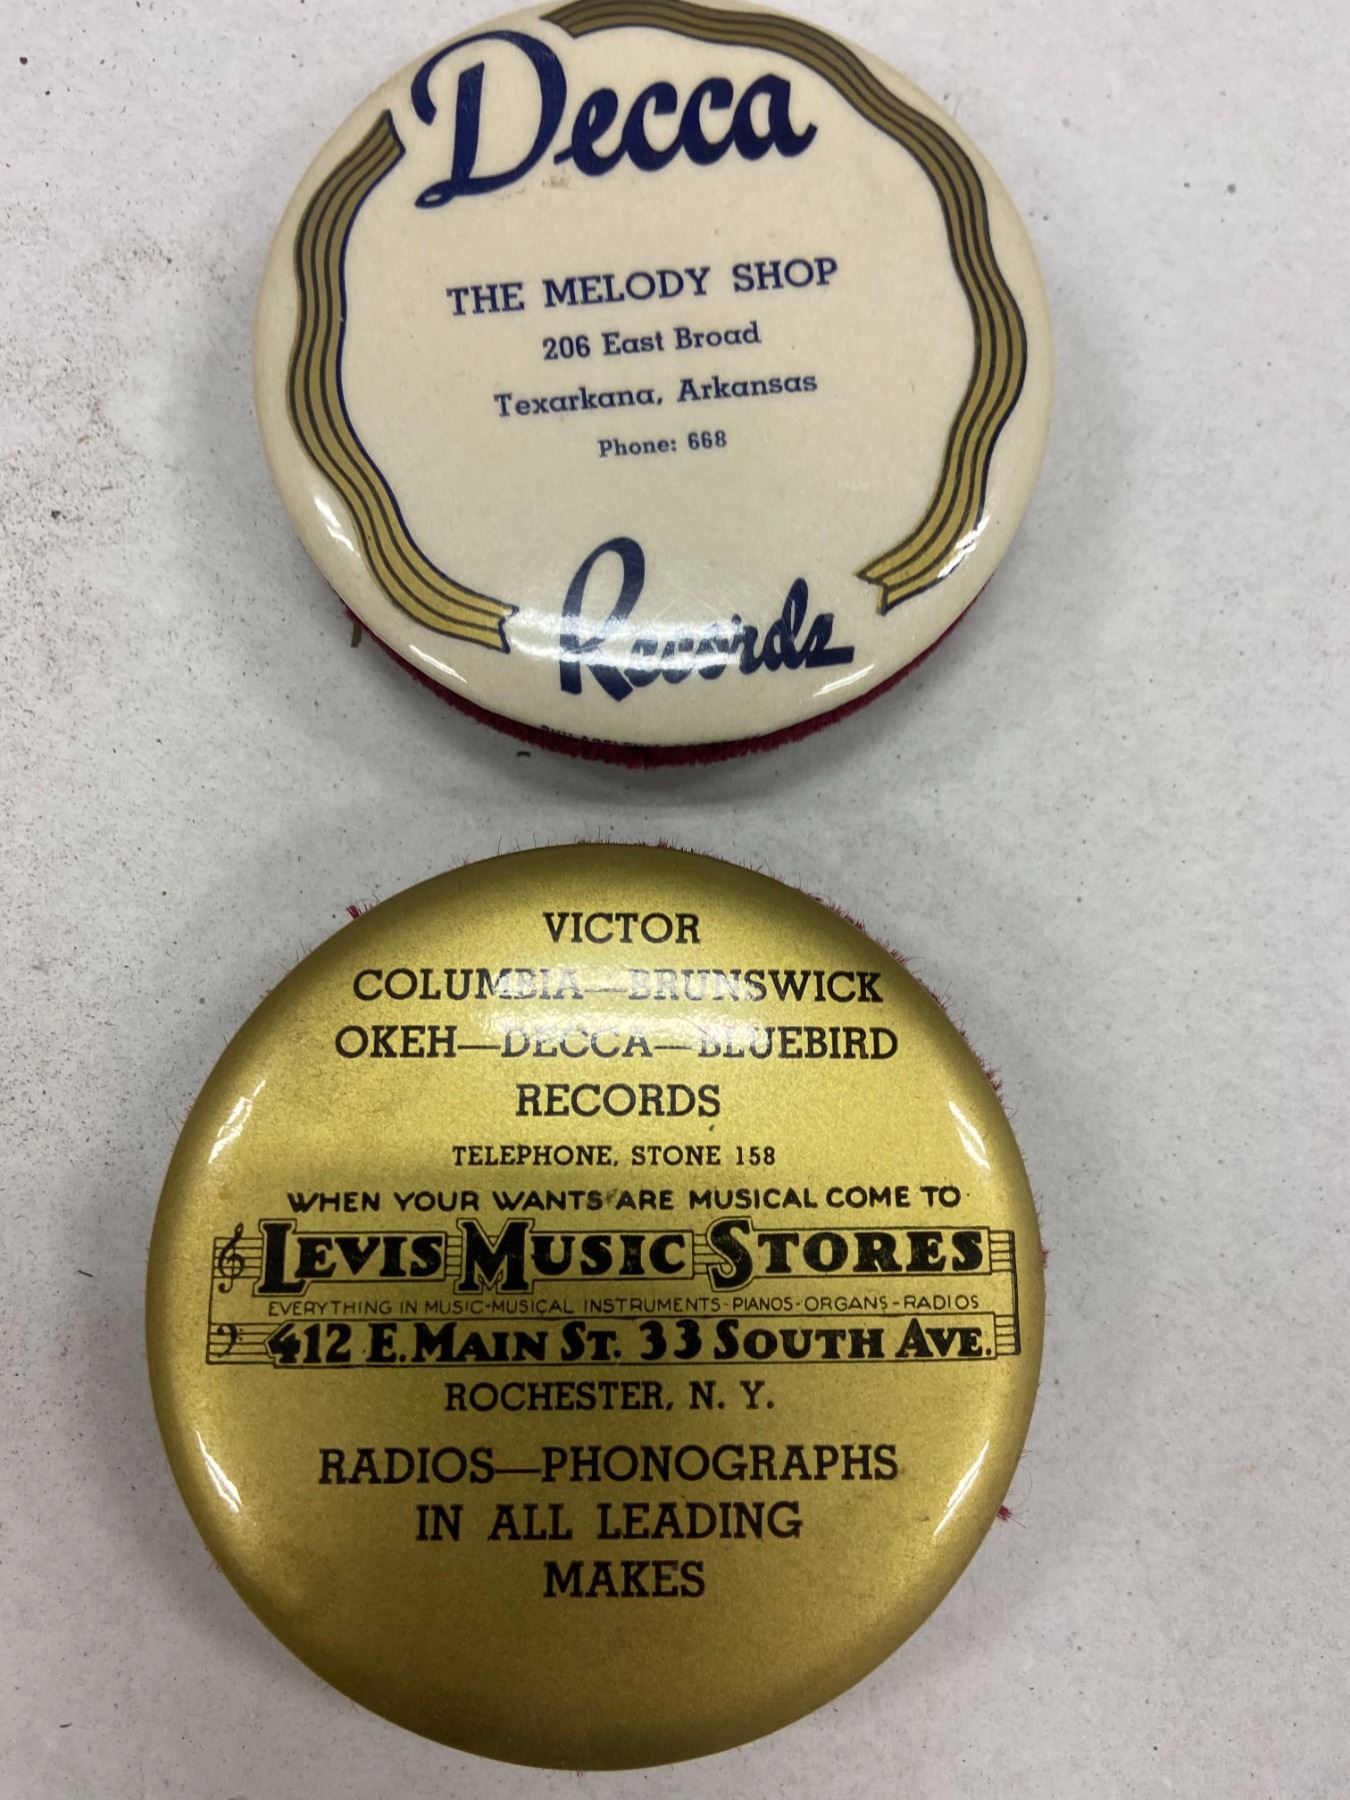 Decca
THE MELODY SHOP
206 East Broad
Texarkana, Arkansas
Phone: 668
Records
VICTOR
COLUMBIA—BRUNSWICK
OKEH—DECCA—BLUEBIRD
RECORDS
TELEPHONE, STONE 158
WHEN YOUR WANTS ARE MUSICAL COME TO
LEVIS MUSIC STORES
EVERYTHING IN MUSIC-MUSICAL INSTRUMENTS-PIANOS-ORGANS-RADIOS
412 E. MAIN ST. 33 SOUTH AVE.
ROCHESTER, N. Y.
RADIOS—PHONOGRAPHS
IN ALL LEADING
MAKES